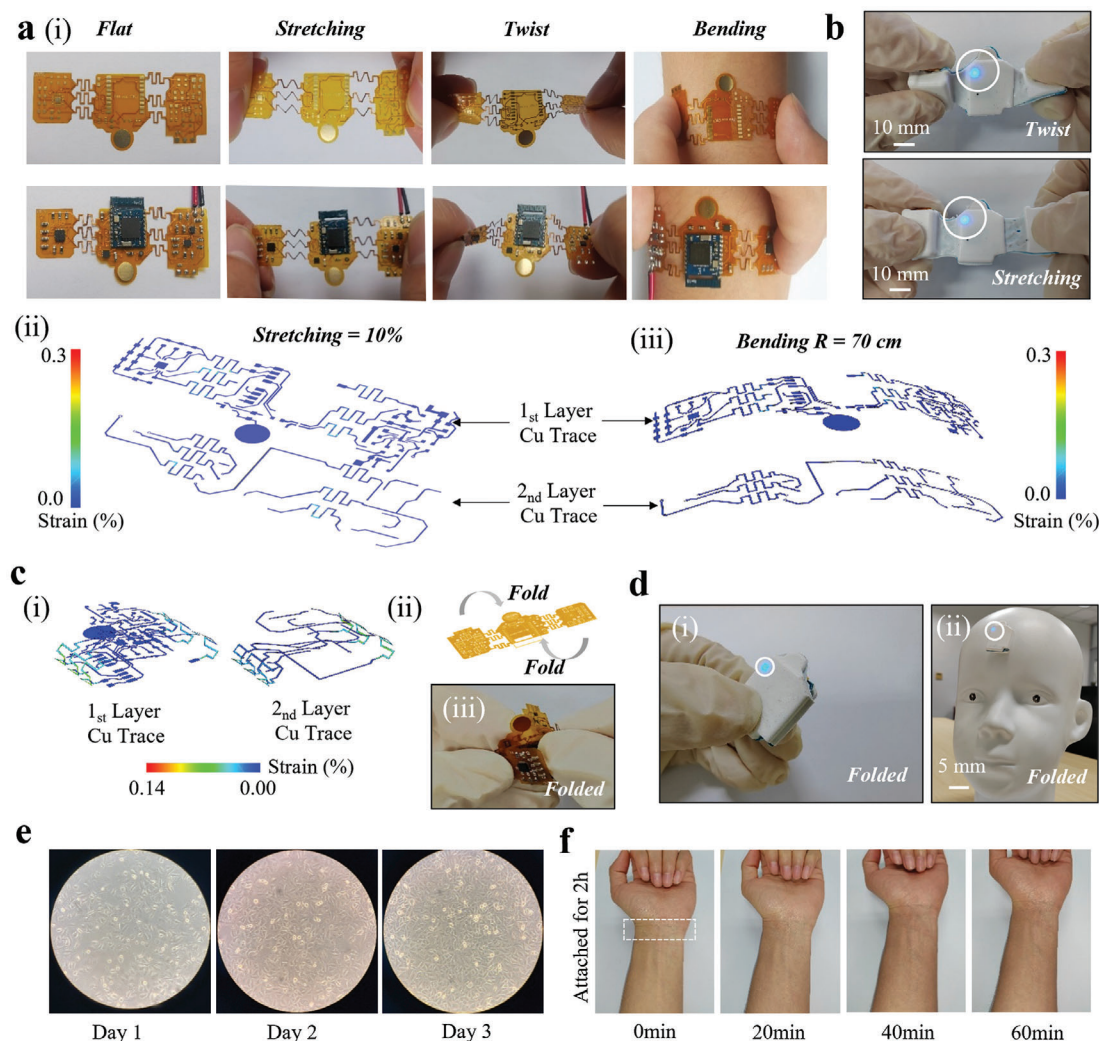 a (i)
Flat
Stretching
Twist
Bending
b
10 mm
Twist
10 mm
Stretching
(ii)
Stretching = 10%
(iii)
Bending R = 70 cm
0.3
0.0
Strain (%)
1st Layer
Cu Trace
2nd Layer
Cu Trace
0.3
0.0
Strain (%)
c
(i)
1st Layer
Cu Trace
2nd Layer
Cu Trace
Strain (%)
0.14
0.00
(ii)
Fold
Fold
(iii)
Folded
d
(i)
Folded
(ii)
5 mm
Folded
e
Day 1
Day 2
Day 3
f
Attached for 2h
0min
20min
40min
60min